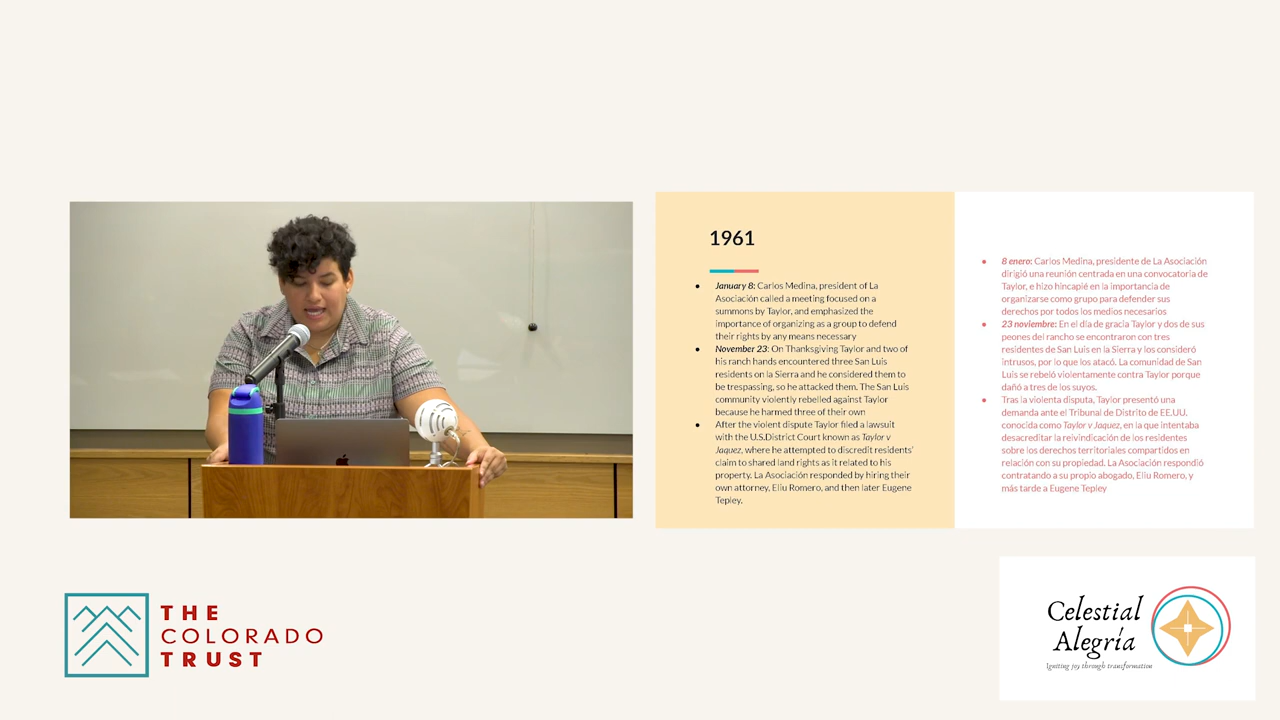 1961
• January 8: Carlos Medina, president of La
Asociación called a meeting focused on a
summons by Taylor, and emphasized the
importance of organizing as a group to defend
their rights by any means necessary
• November 23: On Thanksgiving Taylor and two of
his ranch hands encountered three San Luis
residents on la Sierra and he considered them to
be trespassing, so he attacked them. The San Luis
community violently rebelled against Taylor
because he harmed three of their own
• After the violent dispute Taylor filed a lawsuit
with the U.S.District Court known as Taylor v
Jaquez, where he attempted to discredit residents'
claim to shared land rights as it related to his
property. La Asociación responded by hiring their
own attorney, Eliu Romero, and then later Eugene
Tepley.
• 8 enero: Carlos Medina, presidente de La Asociación
dirigió una reunión centrada en una convocatoria de
Taylor, e hizo hincapié en la importancia de
organizarse como grupo para defender sus
derechos por todos los medios necesarios
• 23 noviembre: En el día de gracia Taylor y dos de sus
peones del rancho se encontraron con tres
residentes de San Luis en la Sierra y los consideró
intrusos, por lo que los atacó. La comunidad de San
Luis se rebeló violentamente contra Taylor porque
dañó a tres de los suyos.
• Tras la violenta disputa, Taylor presentó una
demanda ante el Tribunal de Distrito de EE.UU.
conocida como Taylor v Jaquez, en la que intentaba
desacreditar la reivindicación de los residentes
sobre los derechos territoriales compartidos en
relación con su propiedad. La Asociación respondió
contratando a su propio abogado, Eliu Romero, y
más tarde a Eugene Tepley
THE
COLORADO
TRUST
Celestial
Alegría
Igniting joy through transformation